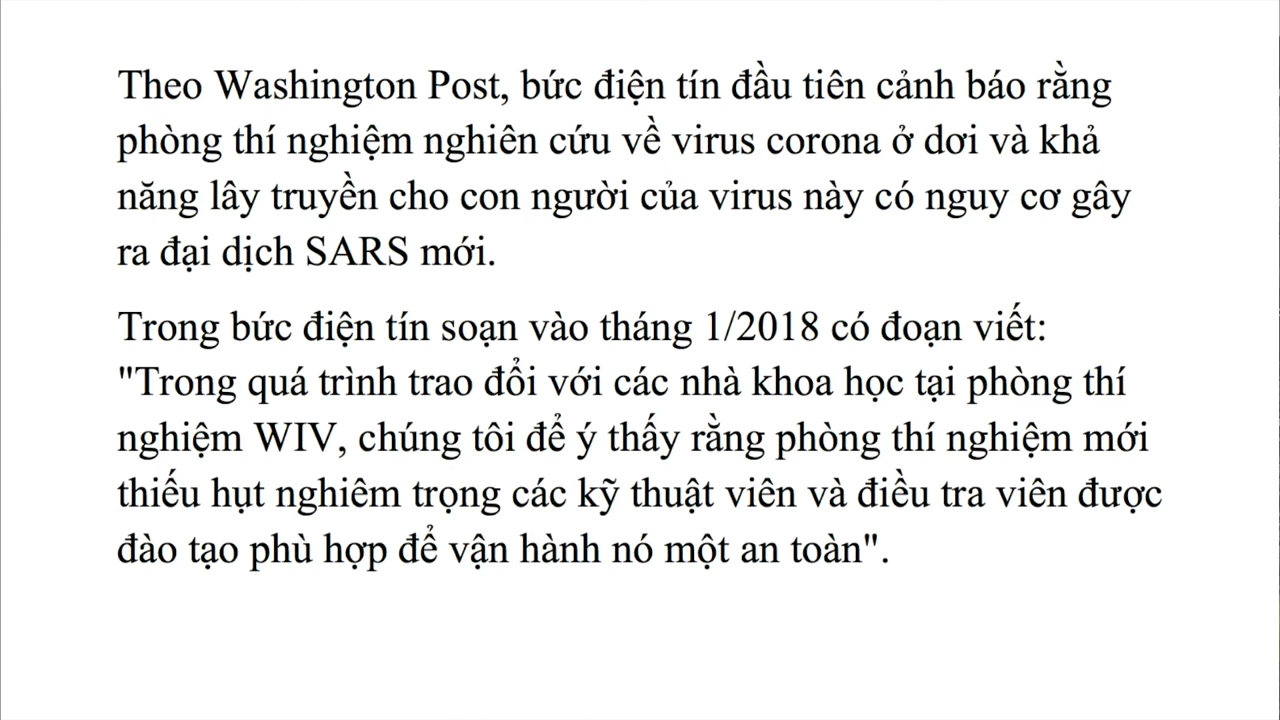 Theo Washington Post, bức điện tín đầu tiên cảnh báo rằng
phòng thí nghiệm nghiên cứu về virus corona ở dơi và khả
năng lây truyền cho con người của virus này có nguy cơ gây
ra đại dịch SARS mới.
Trong bức điện tín soạn vào tháng 1/2018 có đoạn viết:
"Trong quá trình trao đổi với các nhà khoa học tại phòng thí
nghiệm WIV, chúng tôi để ý thấy rằng phòng thí nghiệm mới
thiếu hụt nghiêm trọng các kỹ thuật viên và điều tra viên được
đào tạo phù hợp để vận hành nó một an toàn".